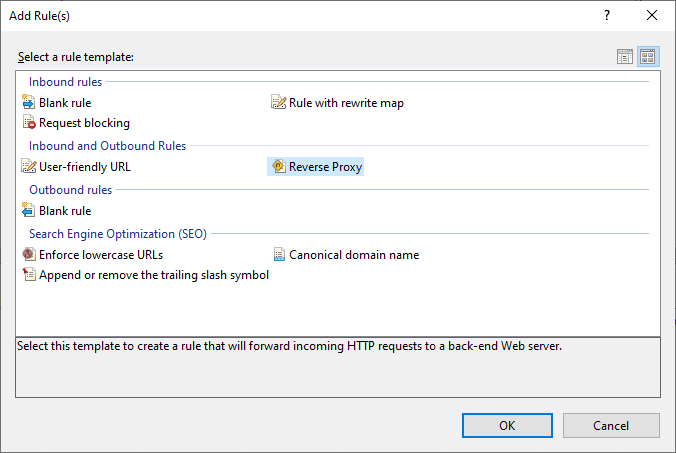 Add Rule(s)
?
Select a rule template:
Inbound rules
Blank rule
Rule with rewrite map
Request blocking
Inbound and Outbound Rules
User-friendly URL
Reverse Proxy
Outbound rules
Blank rule
Search Engine Optimization (SEO)
Enforce lowercase URLs
Canonical domain name
Append or remove the trailing slash symbol
Select this template to create a rule that will forward incoming HTTP requests to a back-end Web server.
OK
Cancel